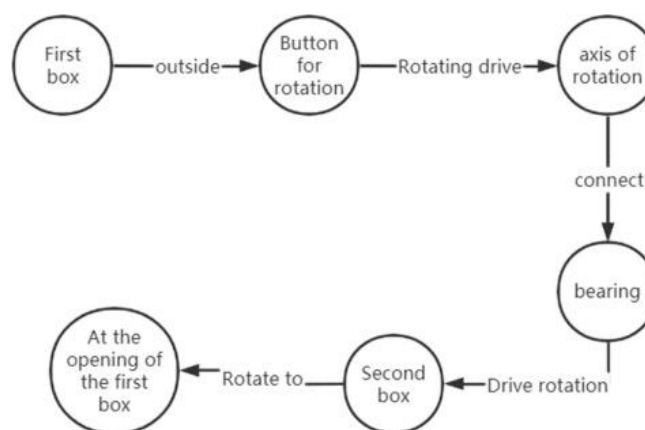 First
box
outside
Button
for
rotation
Rotating drive
axis of
rotation
connect
bearing
Drive rotation
Second
box
Rotate to
At the
opening of
the first
box